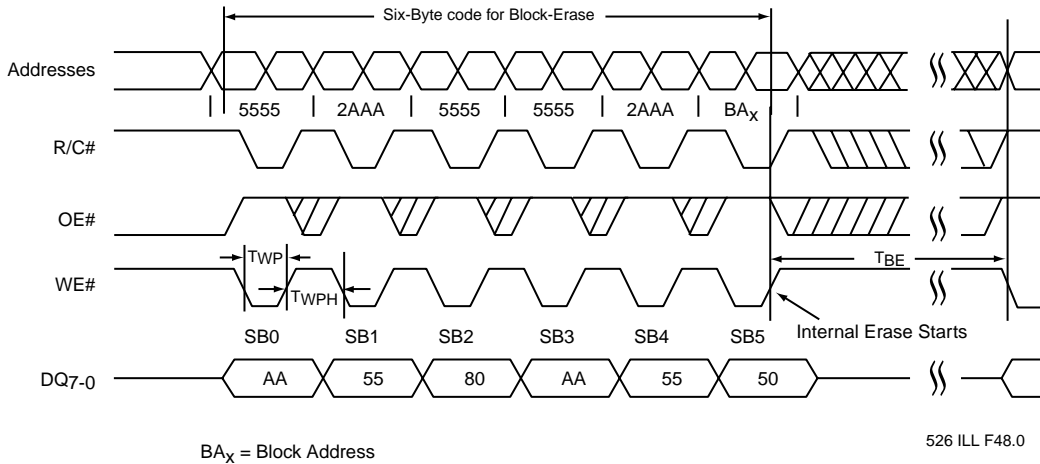 Six-Byte code for Block-Erase
Addresses
5555 2AAA 5555 5555 2AAA BAX
R/C#
OE#
TWP
TBE
WE#
TWPH
Internal Erase Starts
SB0 SB1 SB2 SB3 SB4 SB5
DQ7-0 AA 55 80 AA 55 50
BAX = Block Address
526 ILL F48.0